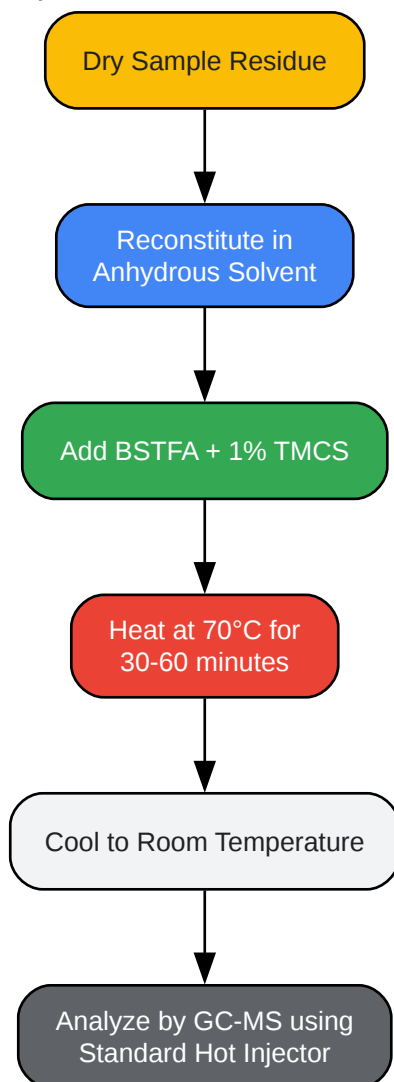 Dry Sample Residue
Reconstitute in
Anhydrous Solvent
Add BSTFA + 1% TMCS
Heat at 70°C for
30-60 minutes
Cool to Room Temperature
Analyze by GC-MS using
Standard Hot Injector